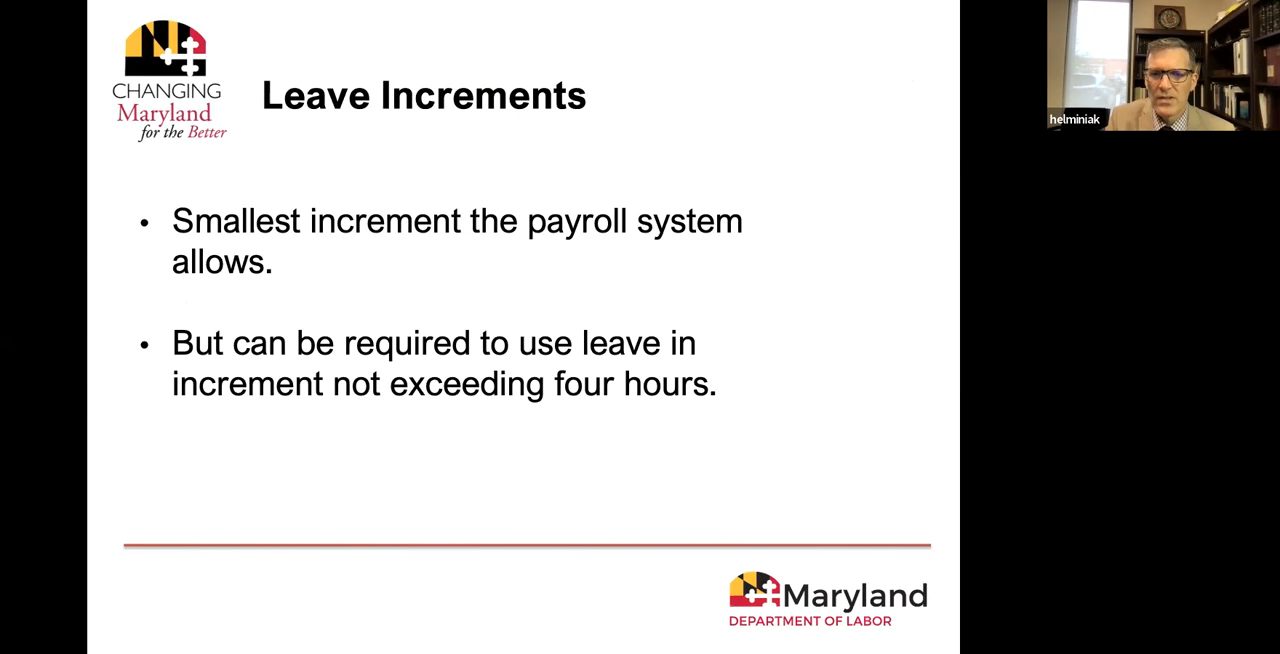 CHANGING
Maryland
for the Better
Leave Increments
helminiak
• Smallest increment the payroll system
allows.
• But can be required to use leave in
increment not exceeding four hours.
Maryland
DEPARTMENT OF LABOR